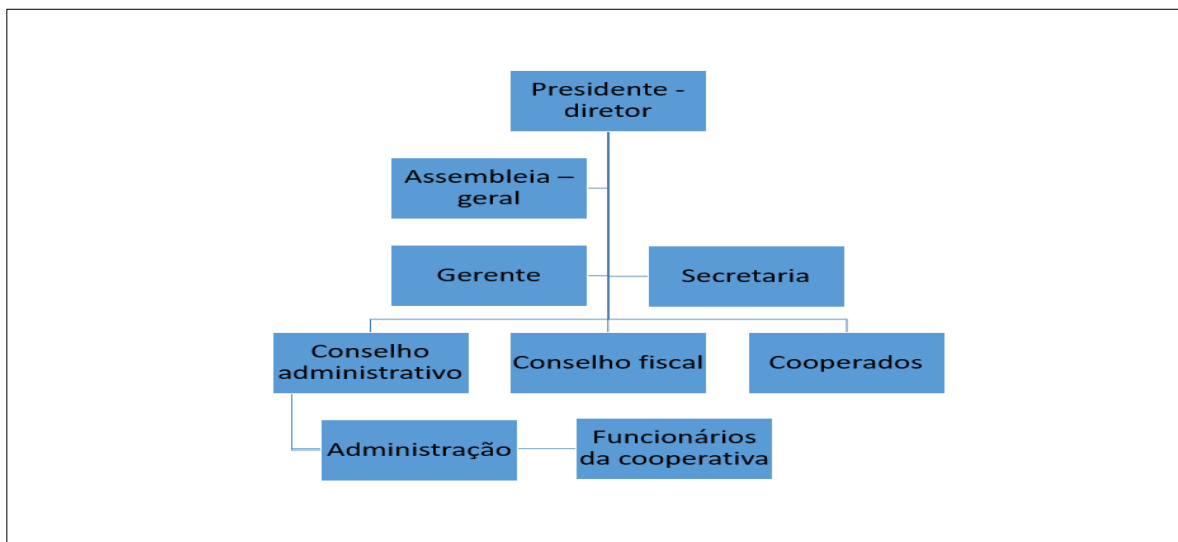 Presidente -
diretor
Assembleia –
geral
Gerente
Secretaria
Conselho
administrativo
Conselho fiscal
Cooperados
Administração
Funcionários
da cooperativa